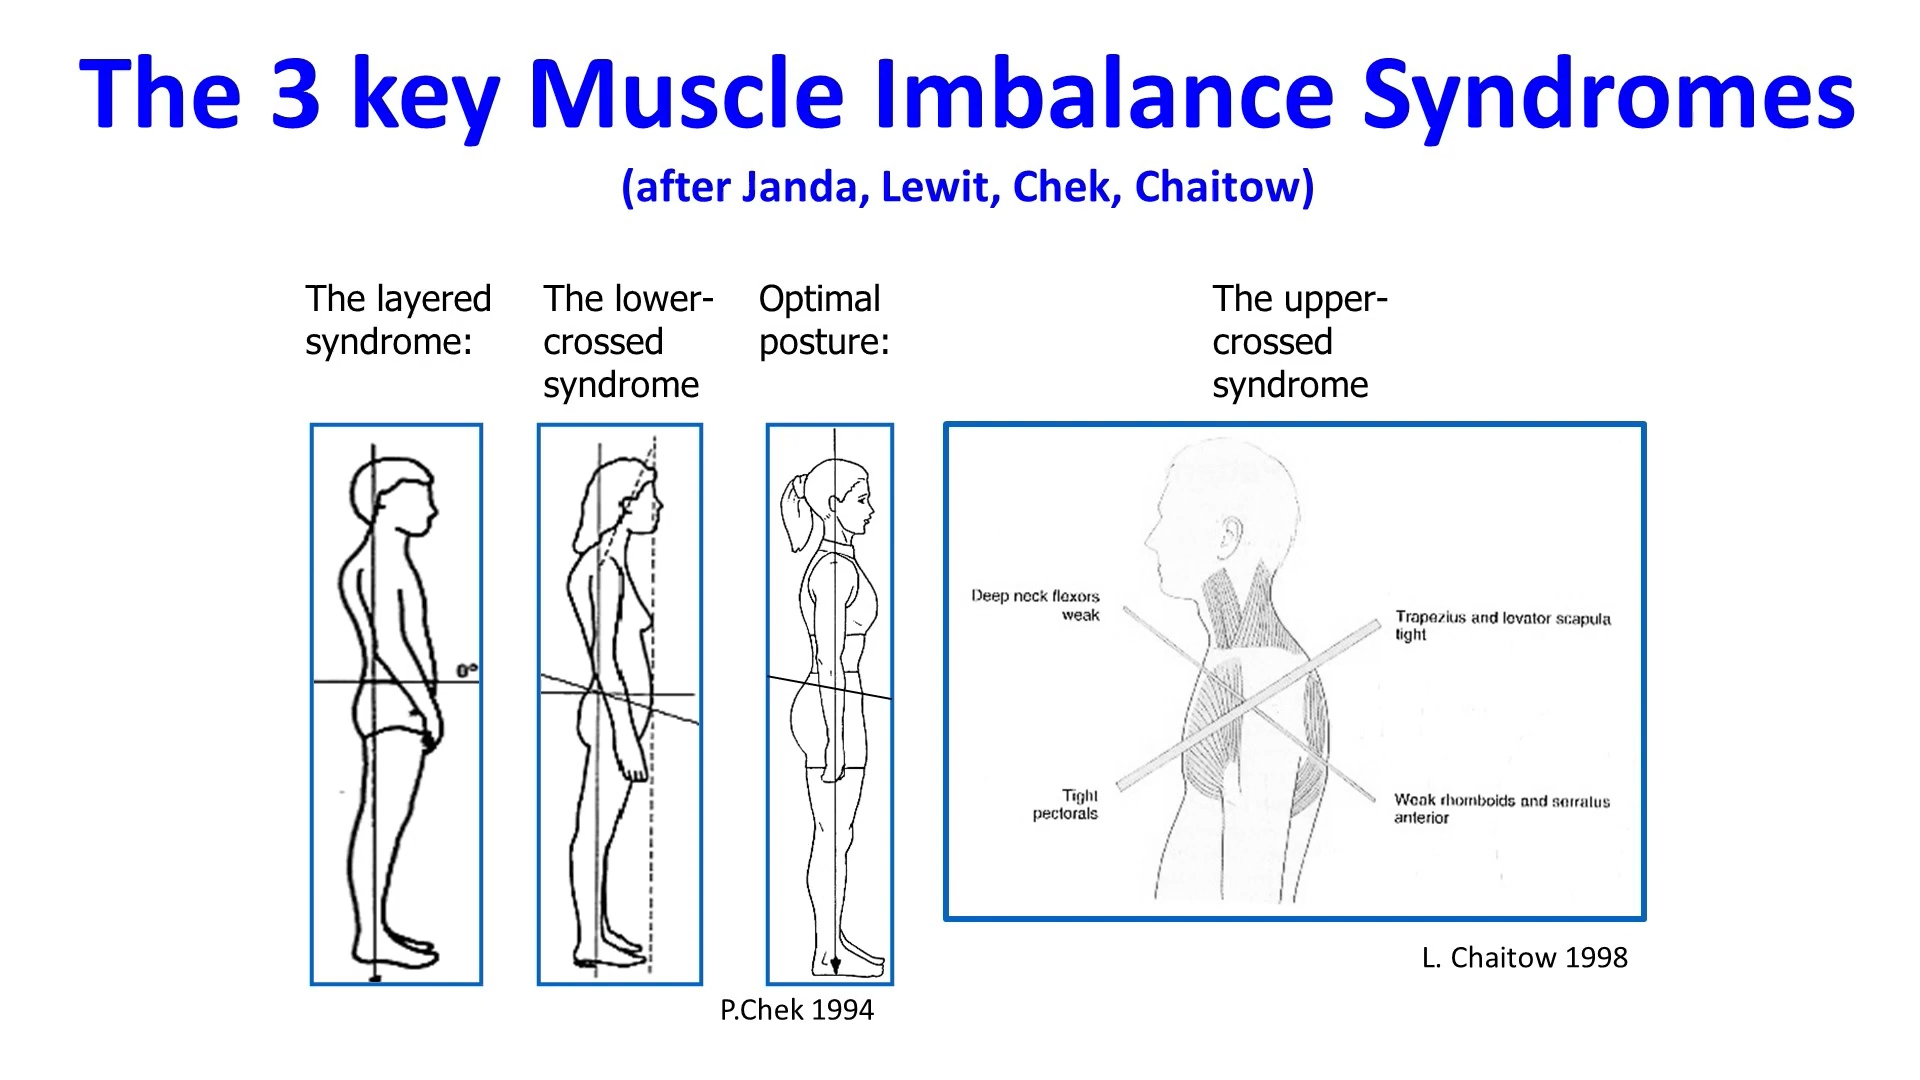 The 3 key Muscle Imbalance Syndromes
(after Janda, Lewit, Chek, Chaitow)
The layered
syndrome:
The lower-
crossed
syndrome
Optimal
posture:
The upper-
crossed
syndrome
0°
Deep neck flexors
weak
Trapezius and levator scapula
tight
Tight
pectorals
Weak rhomboids and serratus
anterior
L. Chaitow 1998
P.Chek 1994